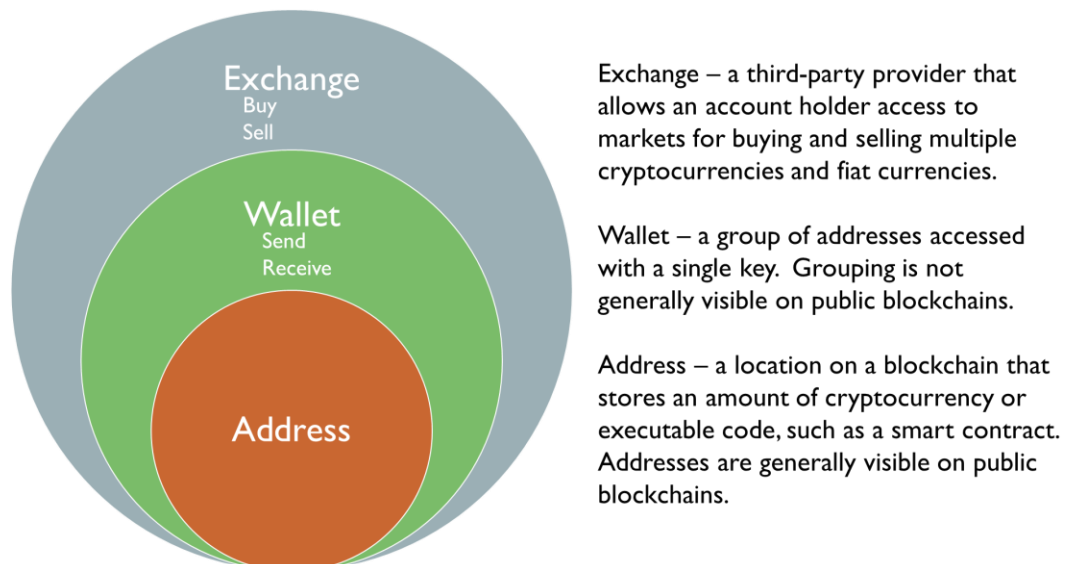 Exchange
Buy
Sell
Wallet
Send
Receive
Address
Exchange – a third-party provider that
allows an account holder access to
markets for buying and selling multiple
cryptocurrencies and fiat currencies.
Wallet – a group of addresses accessed
with a single key.  Grouping is not
generally visible on public blockchains.
Address – a location on a blockchain that
stores an amount of cryptocurrency or
executable code, such as a smart contract.
Addresses are generally visible on public
blockchains.